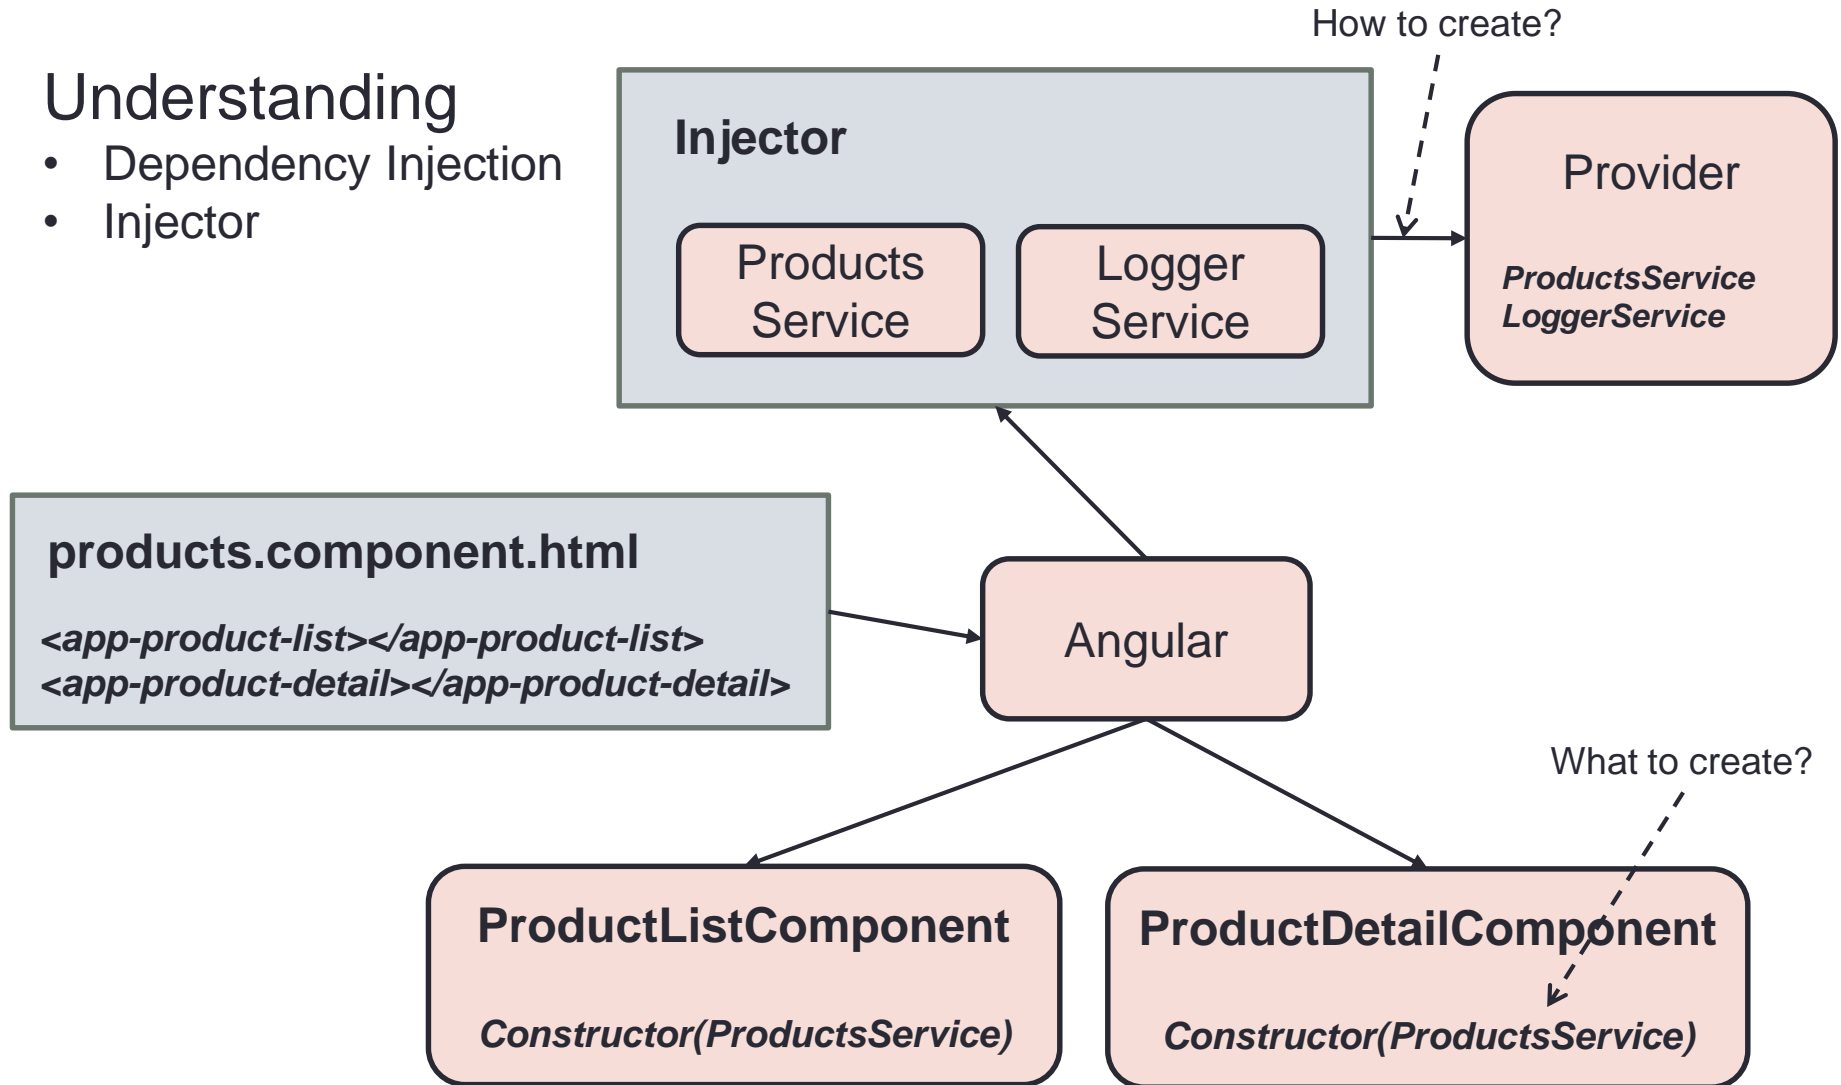 How to create?
Understanding
• Dependency Injection
• Injector
Injector
Products
Service
Logger
Service
Provider
ProductsService
LoggerService
products.component.html
<app-product-list></app-product-list>
<app-product-detail></app-product-detail>
Angular
What to create?
ProductListComponent
Constructor(ProductsService)
ProductDetailComponent
Constructor(ProductsService)